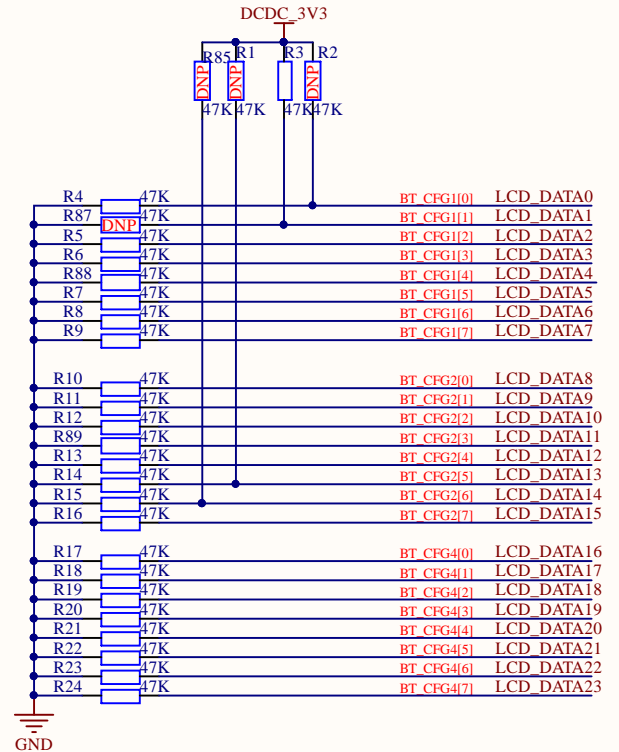 DCDC_3V3
R85 R1 R3 R2
DNP DNP DNP
47K 47K 47K 47K
R4 47K BT_CFG1[0] LCD_DATA0
R87 DNP 47K BT_CFG1[1] LCD_DATA1
R5 47K BT_CFG1[2] LCD_DATA2
R6 47K BT_CFG1[3] LCD_DATA3
R88 47K BT_CFG1[4] LCD_DATA4
R7 47K BT_CFG1[5] LCD_DATA5
R8 47K BT_CFG1[6] LCD_DATA6
R9 47K BT_CFG1[7] LCD_DATA7
R10 47K BT_CFG2[0] LCD_DATA8
R11 47K BT_CFG2[1] LCD_DATA9
R12 47K BT_CFG2[2] LCD_DATA10
R89 47K BT_CFG2[3] LCD_DATA11
R13 47K BT_CFG2[4] LCD_DATA12
R14 47K BT_CFG2[5] LCD_DATA13
R15 47K BT_CFG2[6] LCD_DATA14
R16 47K BT_CFG2[7] LCD_DATA15
R17 47K BT_CFG4[0] LCD_DATA16
R18 47K BT_CFG4[1] LCD_DATA17
R19 47K BT_CFG4[2] LCD_DATA18
R20 47K BT_CFG4[3] LCD_DATA19
R21 47K BT_CFG4[4] LCD_DATA20
R22 47K BT_CFG4[5] LCD_DATA21
R23 47K BT_CFG4[6] LCD_DATA22
R24 47K BT_CFG4[7] LCD_DATA23
GND